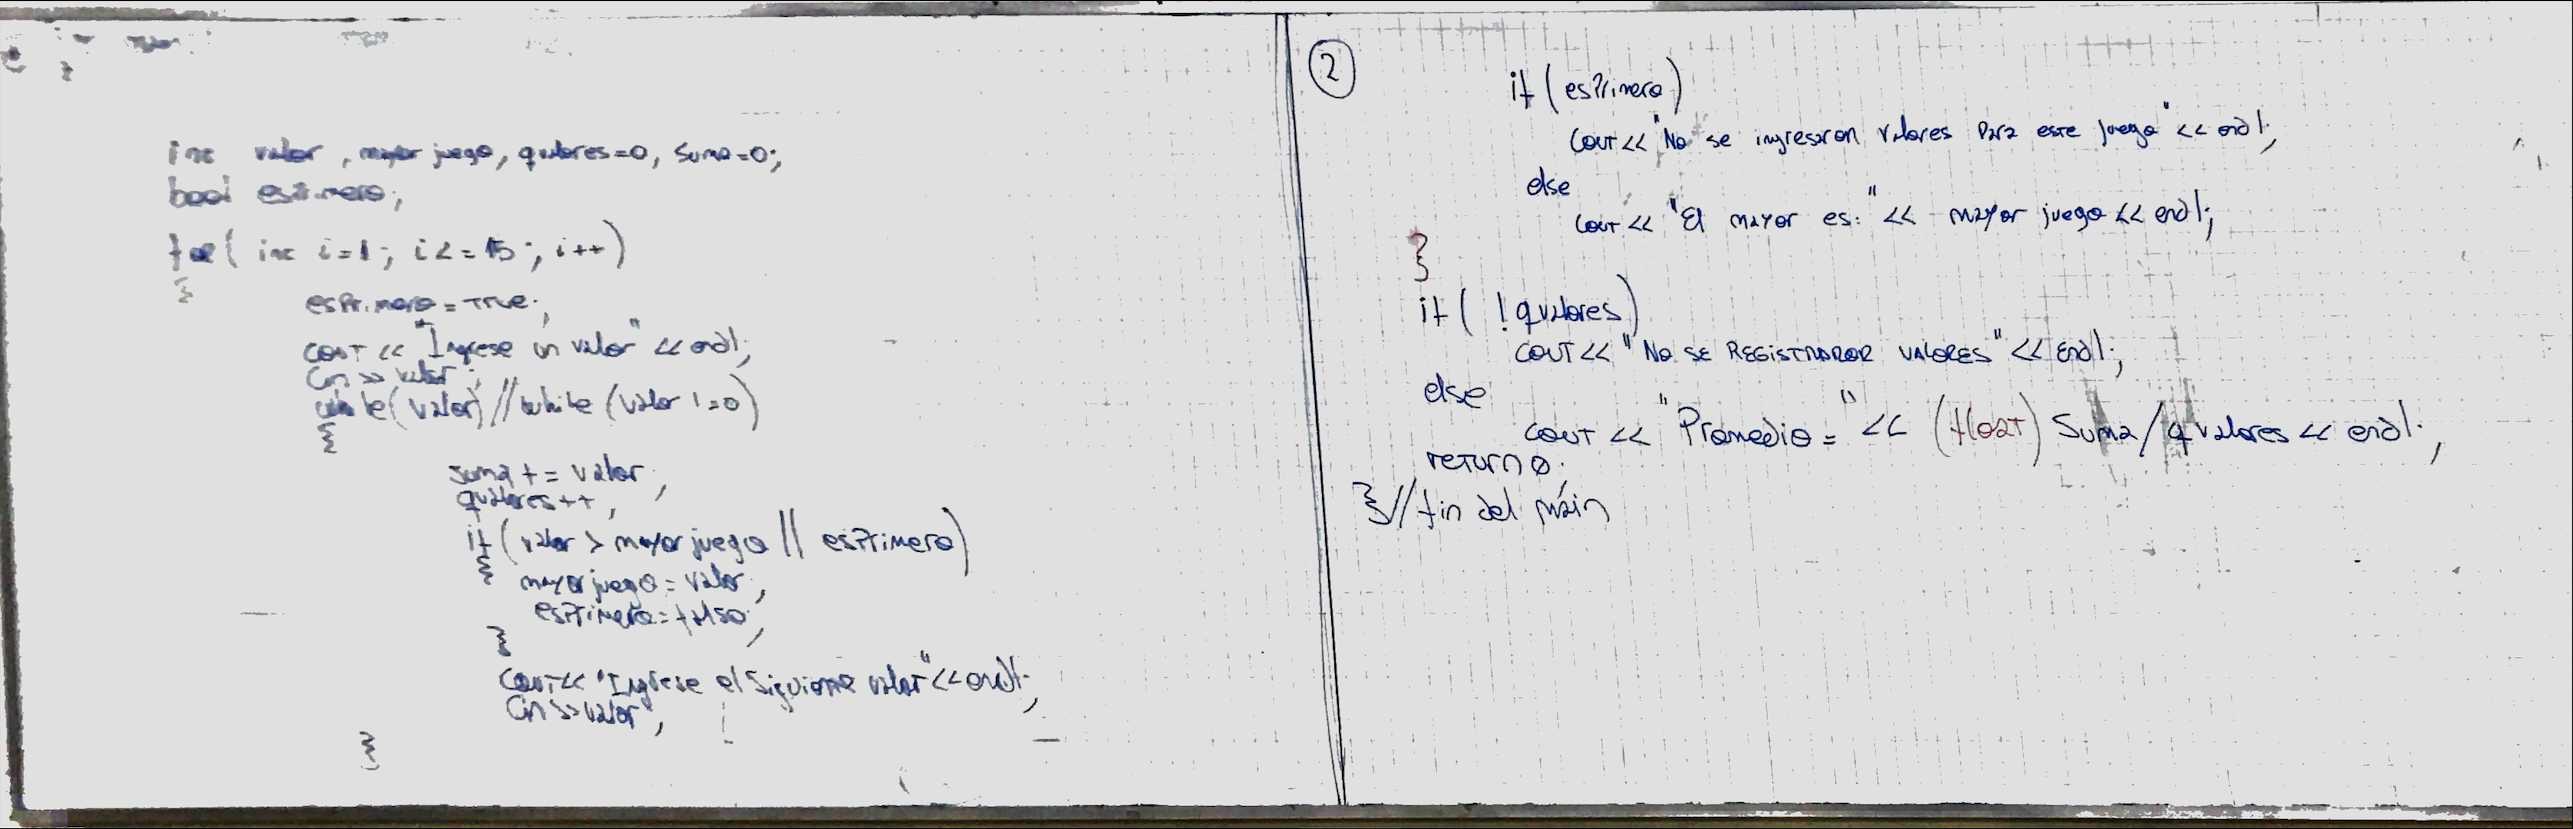 {
int valor, mayor juego, qvalores=0, suma=0;
bool esPrimero;
for( int i=1; i<=15; i++)
{
esPrimero=True;
cout << "Ingrese un valor" << endl;
cin >> valor;
while(valor) // while (valor !=0)
{
suma += valor;
qvalores++;
if (valor > mayor juego || esPrimero)
{ mayor juego = valor;
esPrimero=falso;
}
cout<< "Ingrese el siguiente valor"<<endl;
cin>>valor;
}
2
if (esPrimero)
cout<< "No se ingresaron valores para este juego" << endl;
else
cout << "El mayor es: " << mayor juego << endl;
}
if ( !qvalores)
cout<< "No SE REGISTRAROR VALORES" << endl;
else
cout << "Promedio = " << (float) Suma/qvalores << endl;
return 0;
} // fin del main